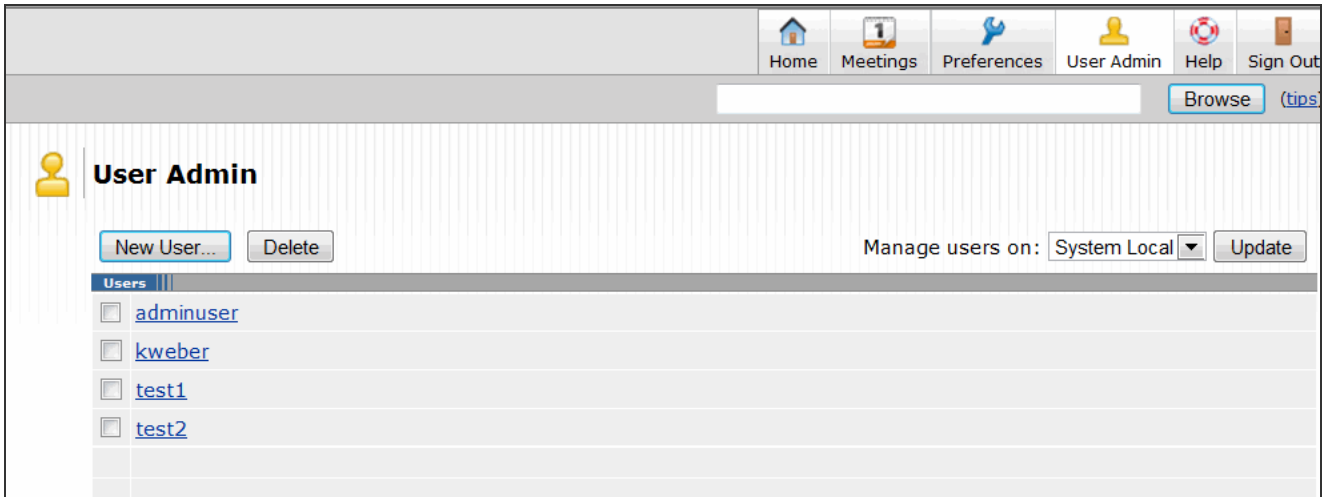 1
Home Meetings Preferences User Admin Help Sign Out
Browse (tips)
User Admin
New User... Delete Manage users on: System Local Update
Users
adminuser
kweber
test1
test2